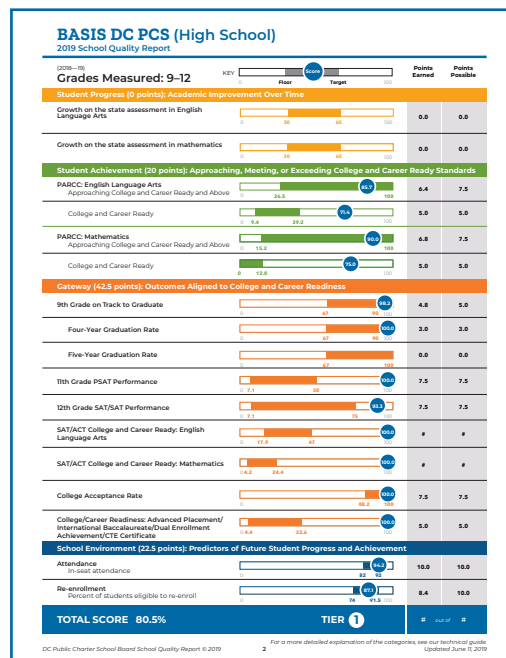 BASIS DC PCS (High School)
2019 School Quality Report
(2018—19)
Grades Measured: 9–12
KEY
Score
0 Floor Target 100
Points Earned
Points Possible
Student Progress (0 points): Academic Improvement Over Time
Growth on the state assessment in English
Language Arts
0 30 65 100
0.0 0.0
Growth on the state assessment in mathematics
0 30 65 100
0.0 0.0
Student Achievement (20 points): Approaching, Meeting, or Exceeding College and Career Ready Standards
PARCC: English Language Arts
Approaching College and Career Ready and Above
85.7
0 26.5 100
6.4 7.5
College and Career Ready
71.4
0 9.4 39.2 100
5.0 5.0
PARCC: Mathematics
Approaching College and Career Ready and Above
90.0
0 15.2 100
6.8 7.5
College and Career Ready
75.0
0 12.8 100
5.0 5.0
Gateway (42.5 points): Outcomes Aligned to College and Career Readiness
9th Grade on Track to Graduate
98.2
0 67 90 100
4.8 5.0
Four-Year Graduation Rate
100.0
0 67 90 100
3.0 3.0
Five-Year Graduation Rate
0 67 100
0.0 0.0
11th Grade PSAT Performance
100.0
0 7.1 50 100
7.5 7.5
12th Grade SAT/SAT Performance
93.3
0 7.1 75 100
7.5 7.5
SAT/ACT College and Career Ready: English
Language Arts
100.0
0 17.9 47 100
# #
SAT/ACT College and Career Ready: Mathematics
100.0
0 4.2 24.4 100
# #
College Acceptance Rate
100.0
0 88.2 100
7.5 7.5
College/Career Readiness: Advanced Placement/
International Baccalaureate/Dual Enrollment
Achievement/CTE Certificate
100.0
0 4.4 100
5.0 5.0
School Environment (22.5 points): Predictors of Future Student Progress and Achievement
Attendance
In-seat attendance
94.2
0 82 92 100
10.0 10.0
Re-enrollment
Percent of students eligible to re-enroll
87.1
0 74 91.5 100
8.4 10.0
TOTAL SCORE 80.5% TIER 1 # out of #
For a more detailed explanation of the categories, see our technical guide.
DC Public Charter School Board School Quality Report © 2019 2 Updated June 11, 2019